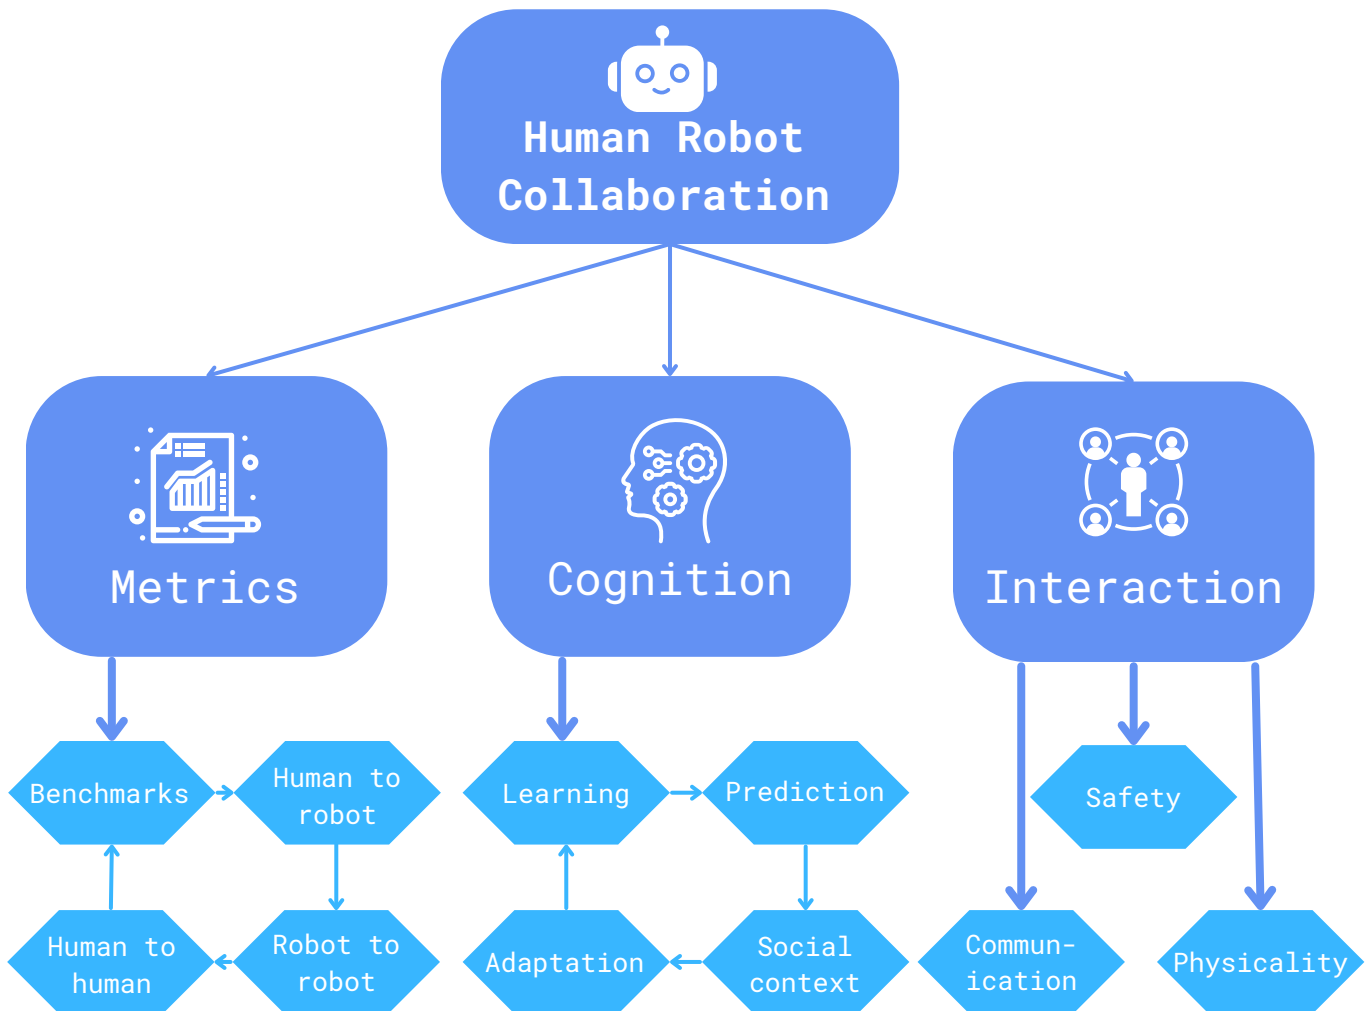 Human Robot
Collaboration
Metrics
Cognition
Interaction
Benchmarks
Human to
robot
Human to
human
Robot to
robot
Learning
Prediction
Adaptation
Social
context
Safety
Commun-
ication
Physicality